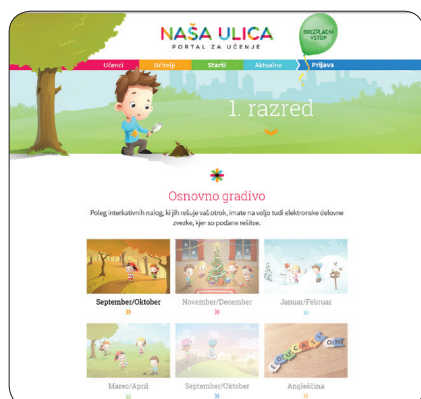 NAŠA ULICA
PORTAL ZA UČENJE
BREZPLAČNI
VSTOP
Učenci Učitelji Starši Aktualno Prijava
1. razred
Osnovno gradivo
Poleg interkativnih nalog, ki jih rešuje vaš otrok, imate na voljo tudi elektronske delovne
zvezke, kjer so podane rešitve.
September/Oktober November/December Januar/Februar
Marec/April September/Oktober Angleščina